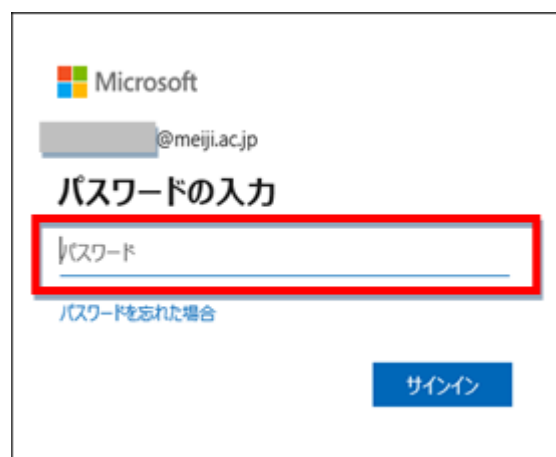 Microsoft
@meiji.ac.jp
パスワードの入力
パスワード
パスワードを忘れた場合
サインイン